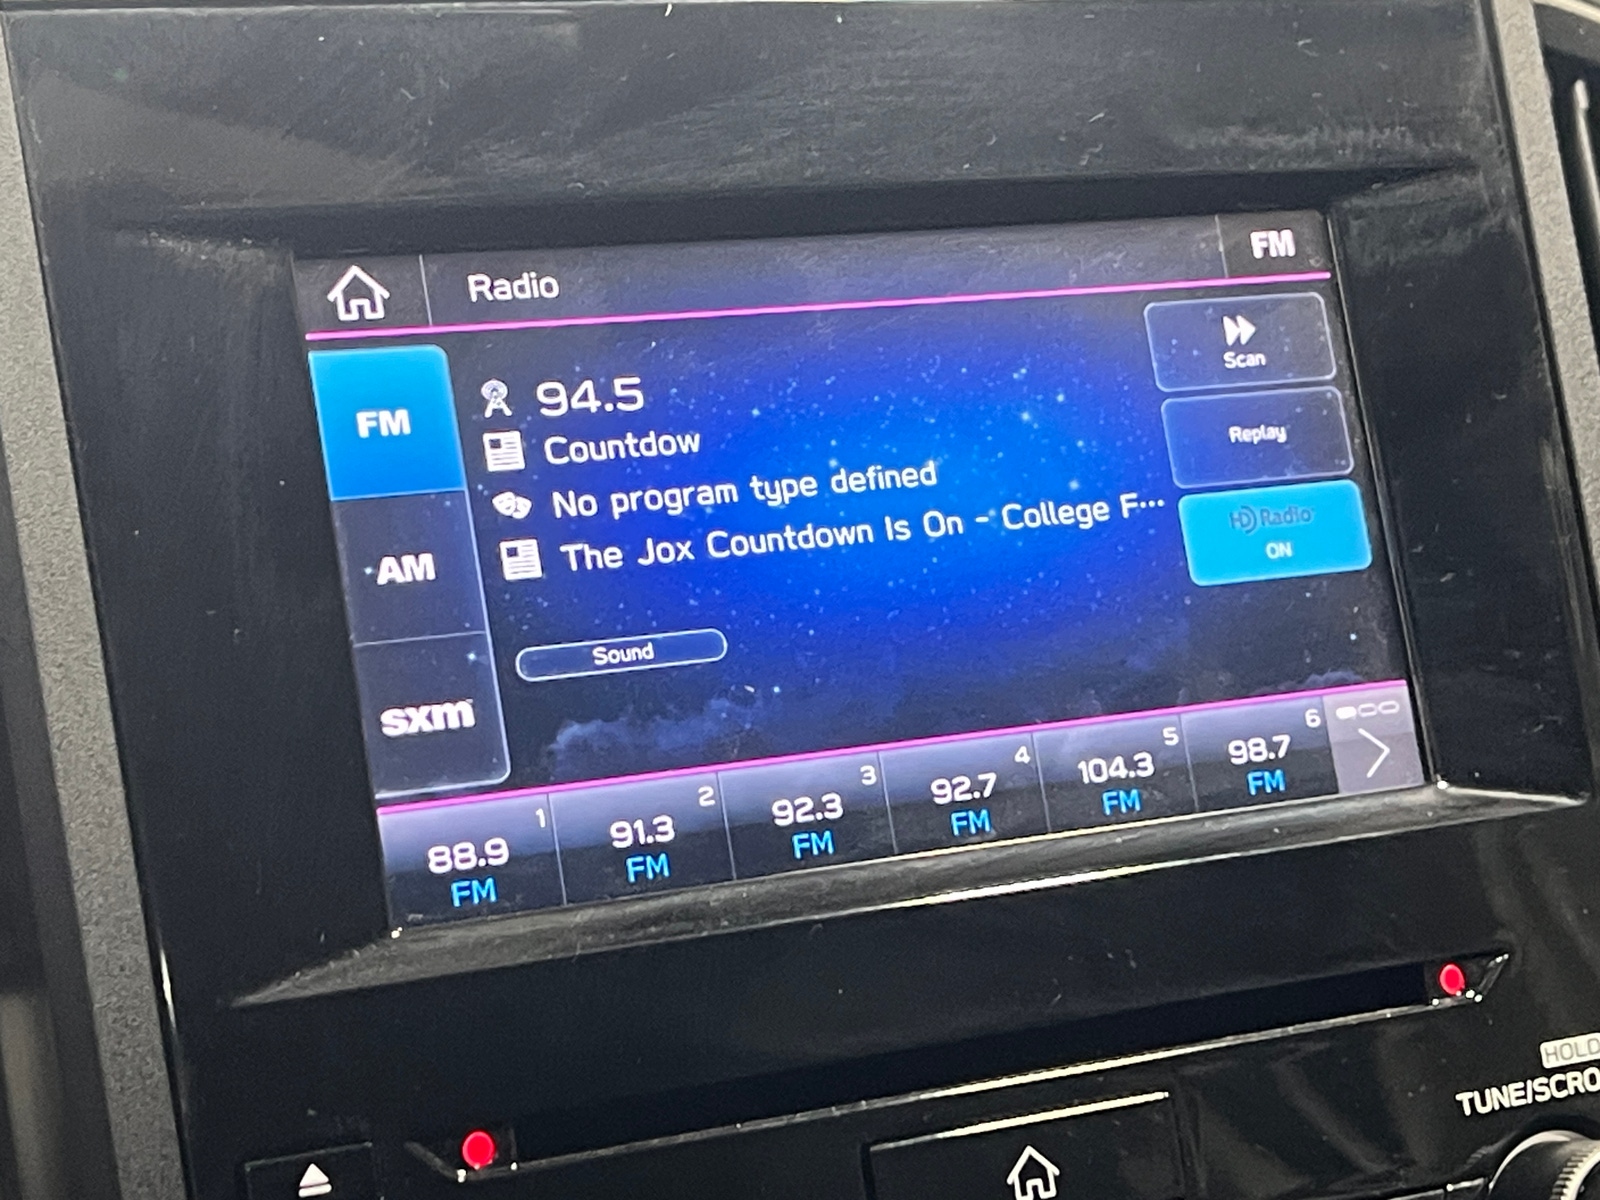 Radio
FM
FM
AM
sxm
94.5
Countdow
No program type defined
The Jox Countdown Is On - College F...
Sound
Scan
Replay
HD Radio
ON
1
88.9
FM
2
91.3
FM
3
92.3
FM
4
92.7
FM
5
104.3
FM
6
98.7
FM
HOLD
TUNE/SCRO